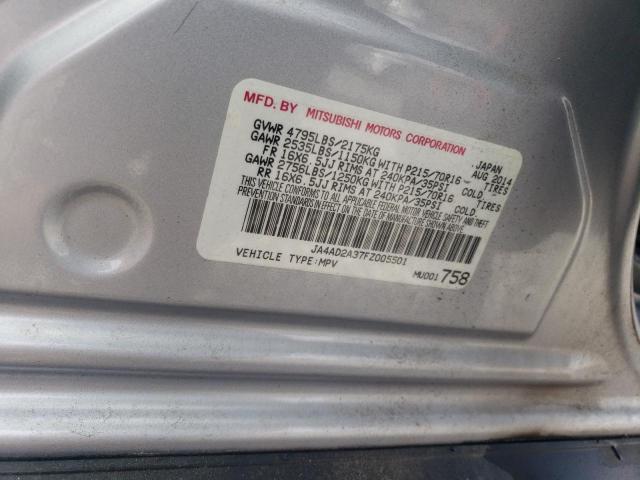 MFD. BY MITSUBISHI MOTORS CORPORATION
JAPAN
GVWR 4795LBS/2175KG AUG 2014
GAWR 2535LBS/1150KG WITH P215/70R16 TIRES
FR 16X6.5JJ RIMS AT 240KPA/35PSI COLD.
GAWR 2756LBS/1250KG WITH P215/70R16 TIRES
RR 16X6.5JJ RIMS AT 240KPA/35PSI COLD.
THIS VEHICLE CONFORMS TO ALL APPLICABLE FEDERAL MOTOR VEHICLE SAFETY AND
THEFT PREVENTION STANDARDS IN EFFECT ON THE DATE OF MANUFACTURE SHOWN ABOVE.
JA4AD2A37FZ005501
VEHICLE TYPE:MPV MU001 758